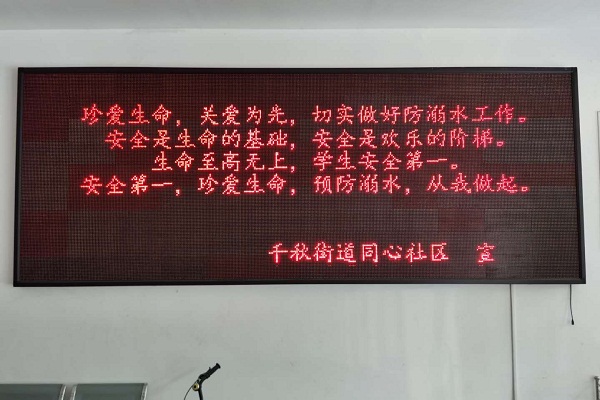 珍爱生命，关爱为先，切实做好防溺水工作。
安全是生命的基础，安全是欢乐的阶梯。
生命至高无上，学生安全第一。
安全第一，珍爱生命，预防溺水，从我做起。
千秋街道同心社区 宣